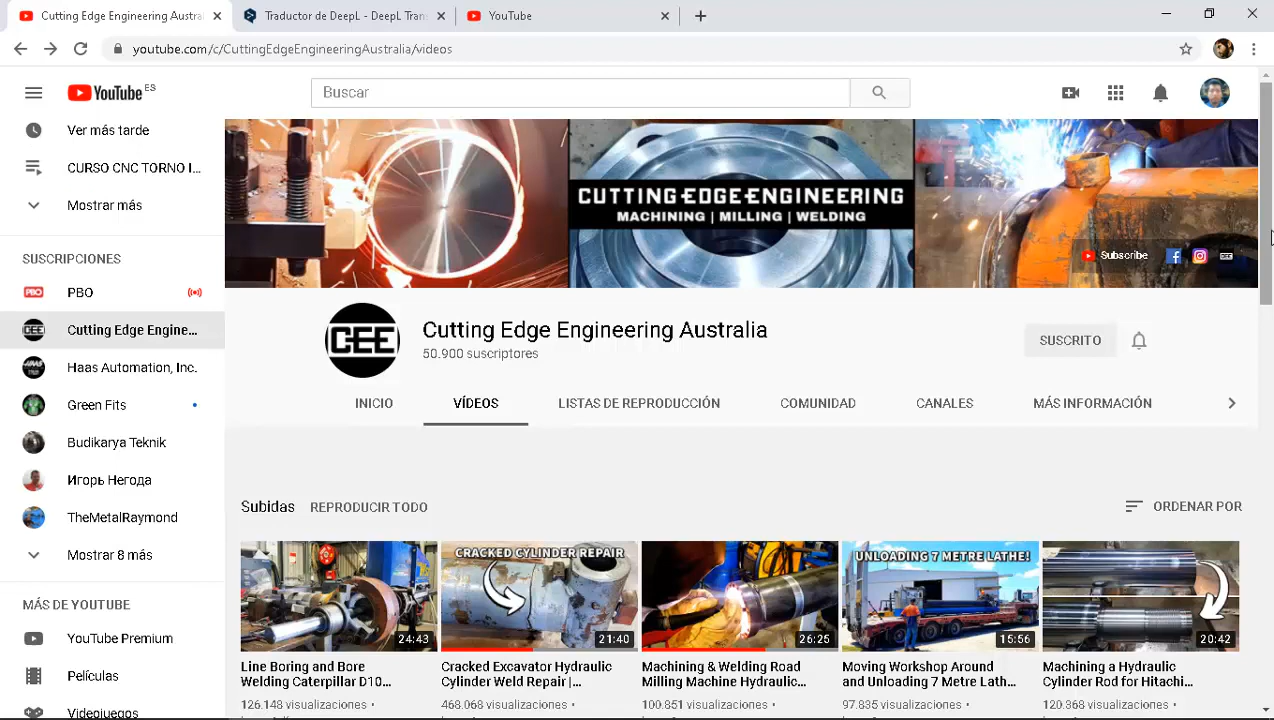 Cutting Edge Engineering Austral
Traductor de DeepL - DeepL Tran
YouTube
youtube.com/c/CuttingEdgeEngineeringAustralia/videos
YouTube ES
Buscar
Ver más tarde
CURSO CNC TORNO I...
Mostrar más
SUSCRIPCIONES
PBO
PBO
CEE
Cutting Edge Engine...
Haas Automation, Inc.
Green Fits
Budikarya Teknik
Игорь Негода
TheMetalRaymond
Mostrar 8 más
MÁS DE YOUTUBE
YouTube Premium
Películas
Videojuegos
CUTTING EDGE ENGINEERING
MACHINING | MILLING | WELDING
Subscribe
CEE
Cutting Edge Engineering Australia
50.900 suscriptores
SUSCRITO
INICIO
VÍDEOS
LISTAS DE REPRODUCCIÓN
COMUNIDAD
CANALES
MÁS INFORMACIÓN
Subidas
REPRODUCIR TODO
ORDENAR POR
24:43
Line Boring and Bore
Welding Caterpillar D10...
126.148 visualizaciones •
CRACKED CYLINDER REPAIR
21:40
Cracked Excavator Hydraulic
Cylinder Weld Repair |...
468.068 visualizaciones •
26:25
Machining & Welding Road
Milling Machine Hydraulic...
100.851 visualizaciones •
UNLOADING 7 METRE LATHE!
15:56
Moving Workshop Around
and Unloading 7 Metre Lath...
97.835 visualizaciones •
20:42
Machining a Hydraulic
Cylinder Rod for Hitachi...
120.368 visualizaciones •